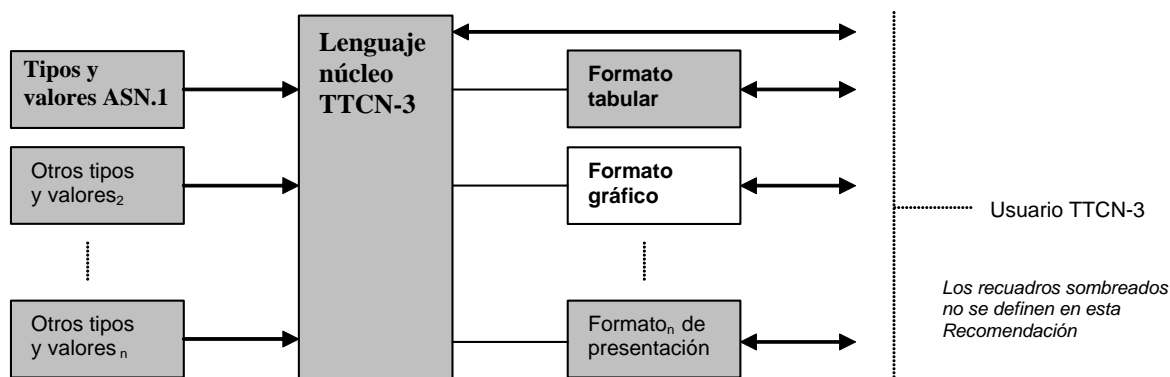 Tipos y
valores ASN.1
Otros tipos
y valores2
Otros tipos
y valores n
Lenguaje
núcleo
TTCN-3
Formato
tabular
Formato
gráfico
Formaton de
presentación
Usuario TTCN-3
Los recuadros sombreados
no se definen en esta
Recomendación